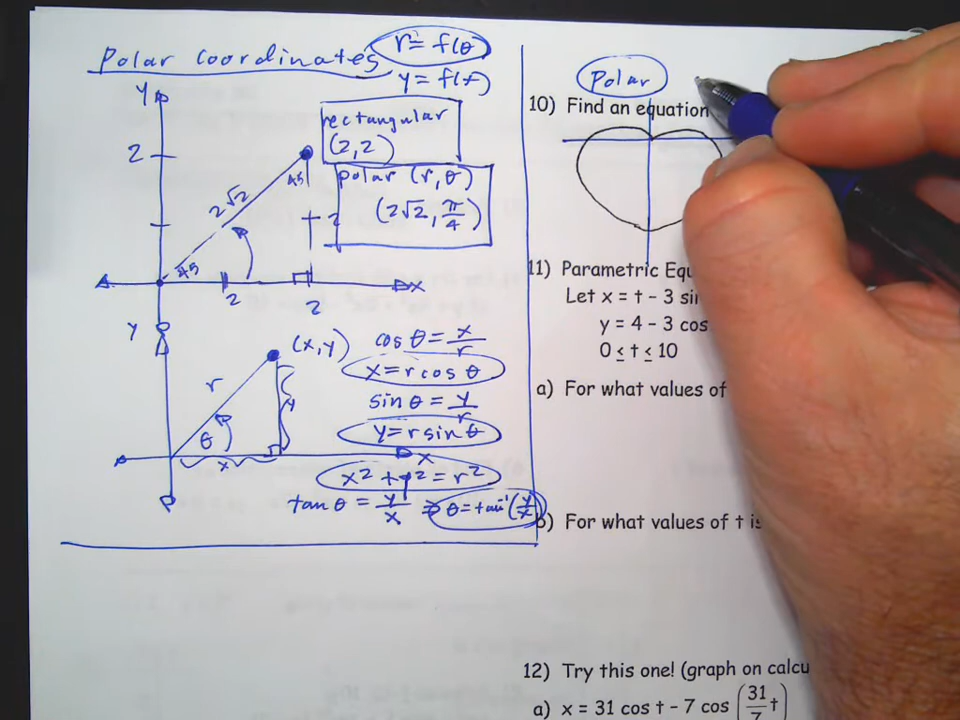 Polar Coordinates r = f(θ)
y = f(x)
y
2
rectangular
(2,2)
polar (r, θ)
(2√2, π/4)
2√2
45
45
2
2
2
x
y
(x,y)
r
θ
y
x
x
cos θ = x/r
x = r cos θ
sin θ = y/r
y = r sin θ
x² + y² = r²
tan θ = y/x ⇒ θ = tan⁻¹(y/x)
Polar
10) Find an equation
11) Parametric Equ
Let x = t - 3 sin
y = 4 - 3 cos
0 ≤ t ≤ 10
a) For what values of
b) For what values of t is
12) Try this one! (graph on calcu
a) x = 31 cos t - 7 cos (31/7 t)